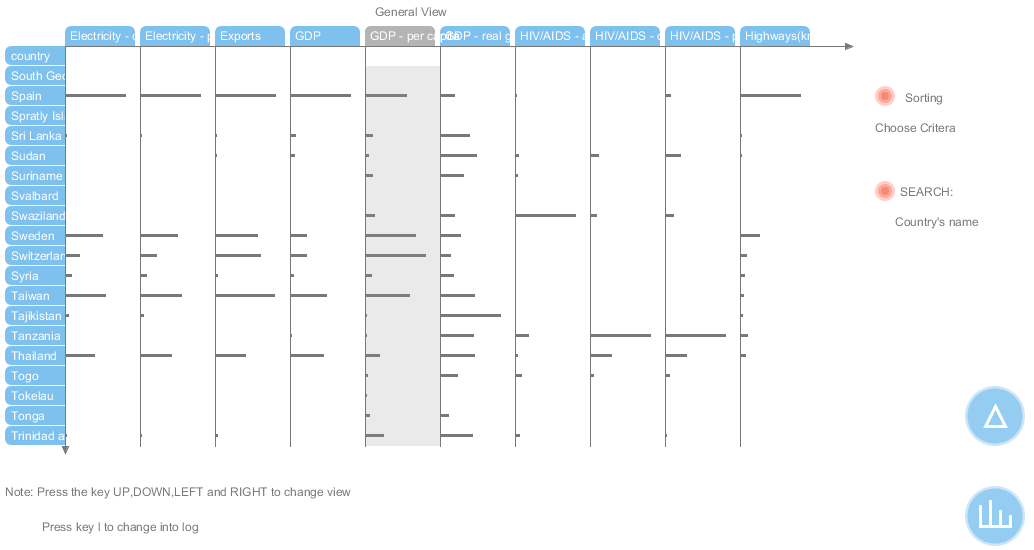 General View
Electricity - c
Electricity - p
Exports
GDP
GDP - per capita
GDP - real g
HIV/AIDS - a
HIV/AIDS - d
HIV/AIDS - p
Highways(km
country
South Geo
Spain
Spratly Isl
Sri Lanka
Sudan
Suriname
Svalbard
Swaziland
Sweden
Switzerlan
Syria
Taiwan
Tajikistan
Tanzania
Thailand
Togo
Tokelau
Tonga
Trinidad a
Sorting
Choose Critera
SEARCH:
Country's name
Note: Press the key UP,DOWN,LEFT and RIGHT to change view
Press key l to change into log